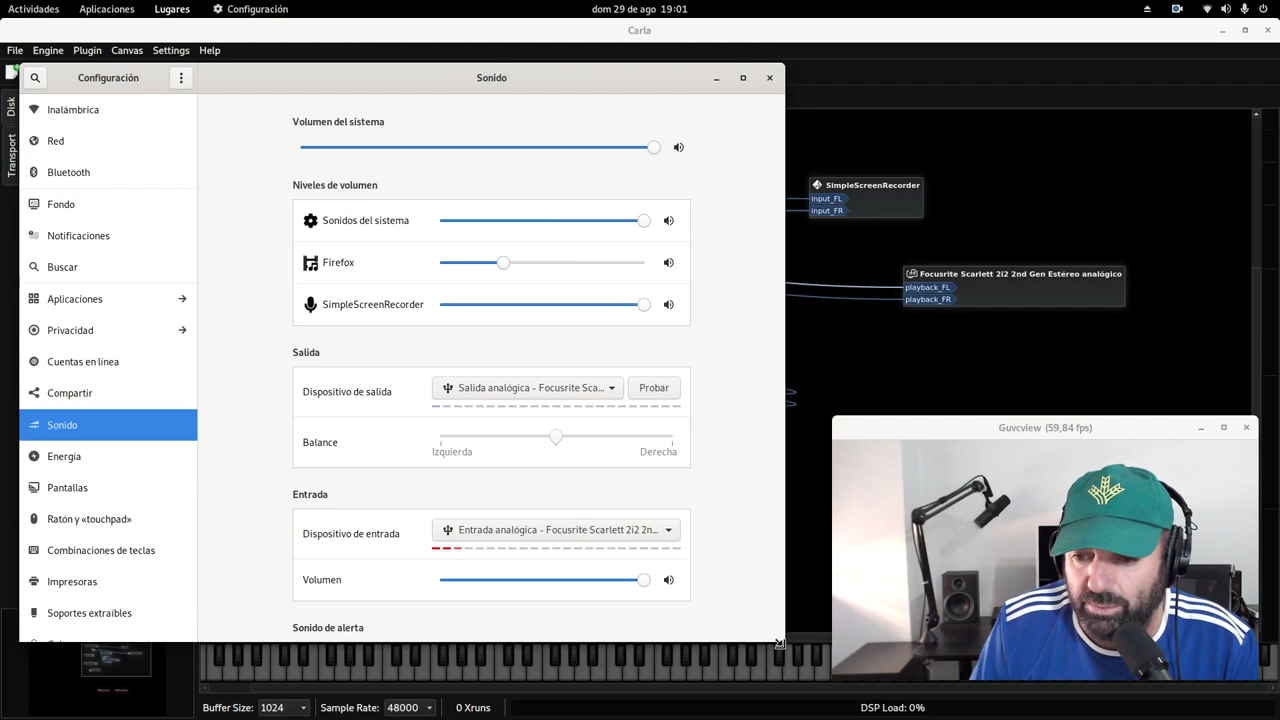 Actividades Aplicaciones Lugares Configuración dom 29 de ago 19:01
Carla
File Engine Plugin Canvas Settings Help
Disk
Transport
Configuración
Sonido
Inalámbrica
Red
Bluetooth
Fondo
Notificaciones
Buscar
Aplicaciones
Privacidad
Cuentas en línea
Compartir
Sonido
Energía
Pantallas
Ratón y «touchpad»
Combinaciones de teclas
Impresoras
Soportes extraíbles
Volumen del sistema
Niveles de volumen
Sonidos del sistema
Firefox
SimpleScreenRecorder
Salida
Dispositivo de salida Salida analógica - Focusrite Sca... Probar
Balance
Izquierda Derecha
Entrada
Dispositivo de entrada Entrada analógica - Focusrite Scarlett 2i2 2n...
Volumen
Sonido de alerta
SimpleScreenRecorder
input_FL
input_FR
Focusrite Scarlett 2i2 2nd Gen Estéreo analógico
playback_FL
playback_FR
Guvcview (59,84 fps)
Buffer Size: 1024 Sample Rate: 48000 0 Xruns DSP Load: 0%